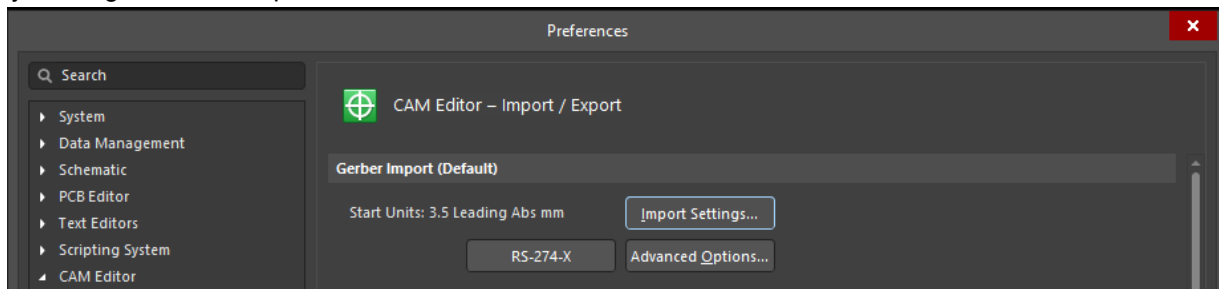 Preferences
Search
System
Data Management
Schematic
PCB Editor
Text Editors
Scripting System
CAM Editor
CAM Editor – Import / Export
Gerber Import (Default)
Start Units: 3.5 Leading Abs mm
Import Settings...
RS-274-X
Advanced Options...